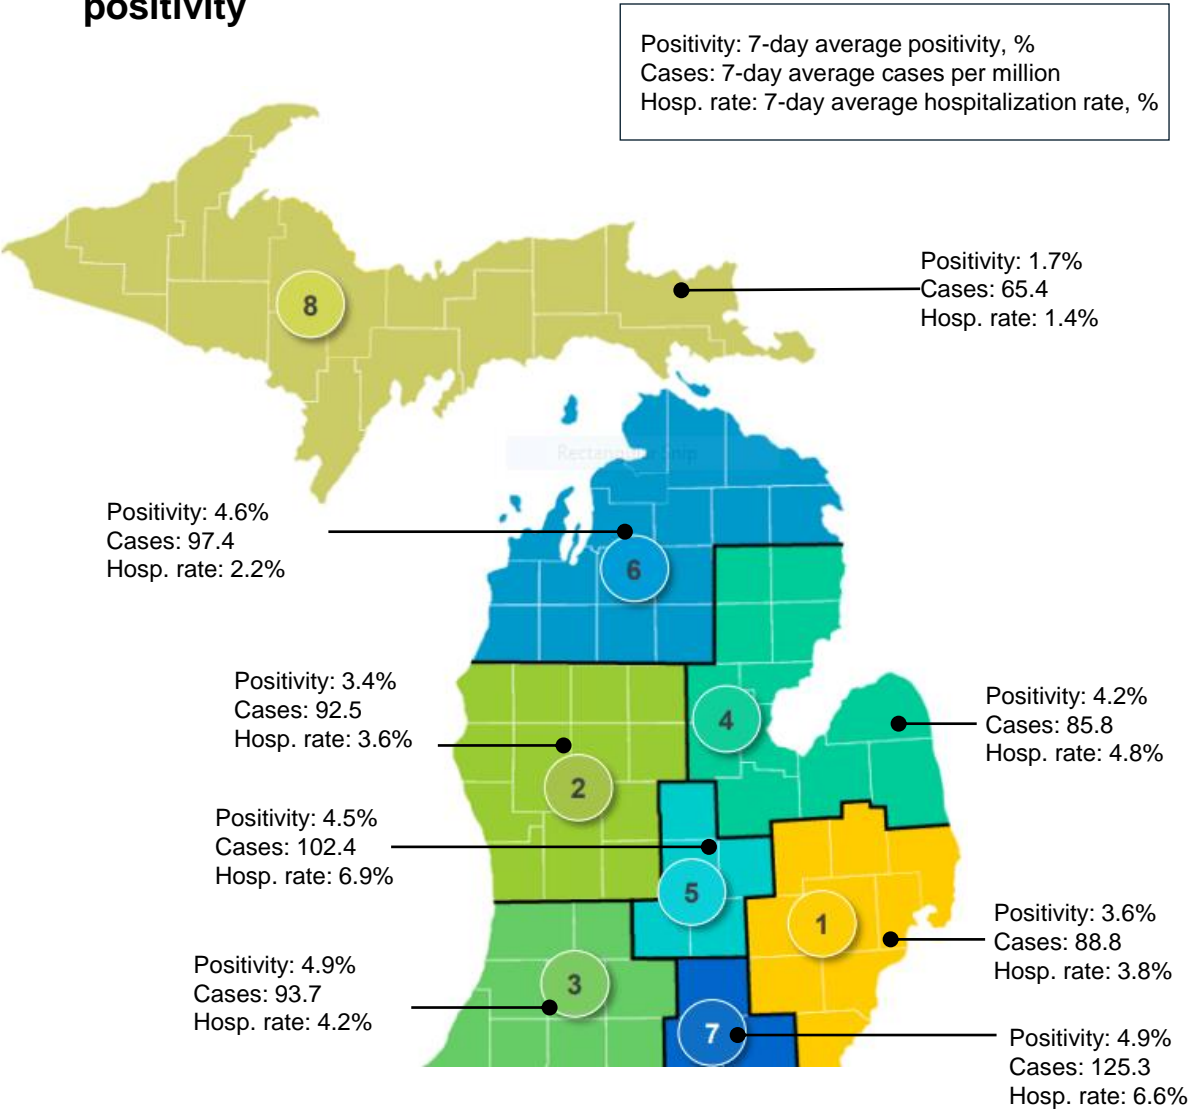 positivity
Positivity: 7-day average positivity, %
Cases: 7-day average cases per million
Hosp. rate: 7-day average hospitalization rate, %
Positivity: 1.7%
Cases: 65.4
Hosp. rate: 1.4%
8
Rectangular Snip
Positivity: 4.6%
Cases: 97.4
Hosp. rate: 2.2%
6
Positivity: 3.4%
Cases: 92.5
Hosp. rate: 3.6%
4
Positivity: 4.2%
Cases: 85.8
Hosp. rate: 4.8%
2
Positivity: 4.5%
Cases: 102.4
Hosp. rate: 6.9%
5
1
Positivity: 3.6%
Cases: 88.8
Hosp. rate: 3.8%
Positivity: 4.9%
Cases: 93.7
Hosp. rate: 4.2%
3
7
Positivity: 4.9%
Cases: 125.3
Hosp. rate: 6.6%